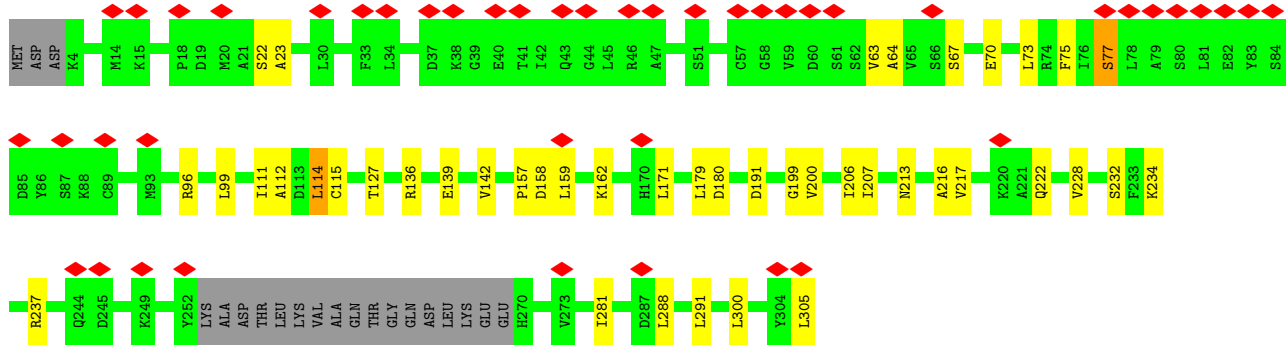 MET ASP ASP K4 M14 K15 P18 D19 M20 A21 S22 A23 L30 F33 L34 D37 K38 G39 E40 T41 I42 Q43 G44 L45 R46 A47 S51 C57 G58 V59 D60 S61 S62 V63 A64 V65 S66 S67 E70 L73 R74 F75 I76 S77 L78 A79 S80 L81 E82 Y83 S84
D85 Y86 S87 K88 C89 M93 R96 L99 I111 A112 D113 L114 C115 T127 R136 E139 V142 P157 D158 L159 K162 H170 L171 L179 D180 D191 G199 V200 I206 I207 N213 A216 V217 K220 A221 Q222 V228 S232 F233 K234
R237 Q244 D245 K249 Y252 LYS ALA ASP THR LEU LYS VAL ALA GLN THR GLY GLN ASP LEU LYS GLU GLU H270 V273 I281 D287 L288 L291 L300 Y304 L305